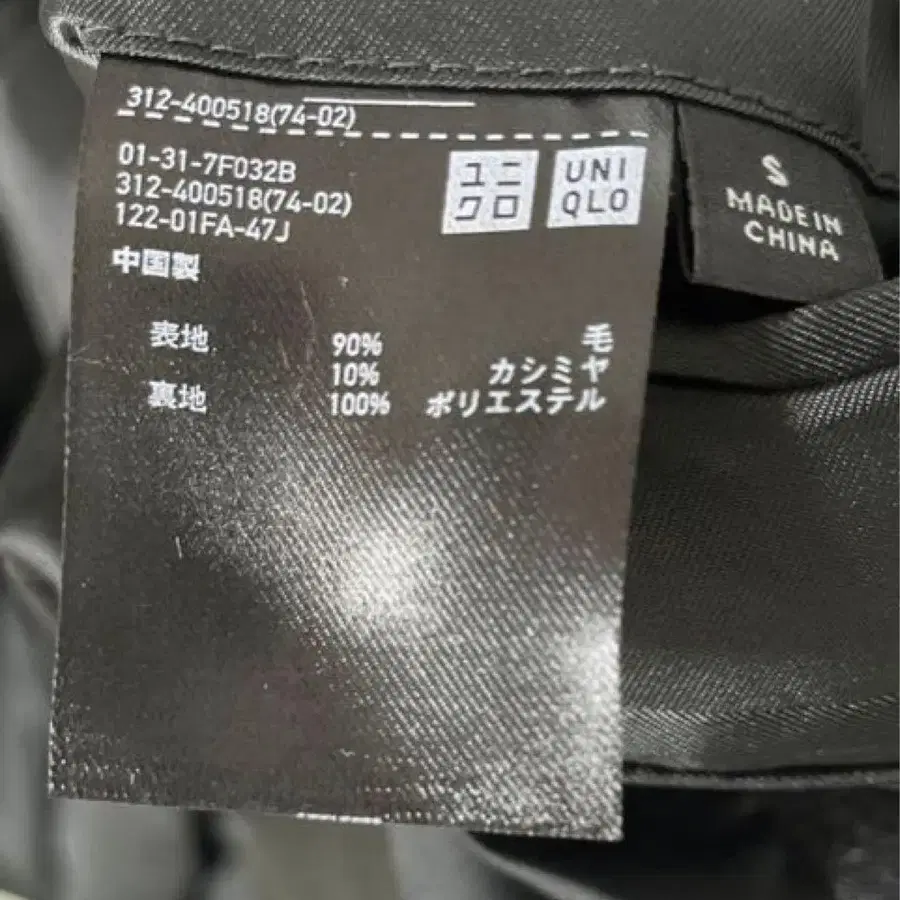 312-400518(74-02)
01-31-7F032B
312-400518(74-02)
122-01FA-47J
中国製
ユニ
クロ
UNI
QLO
表地 90% 毛
10% カシミヤ
裏地 100% ポリエステル
S
MADE IN
CHINA